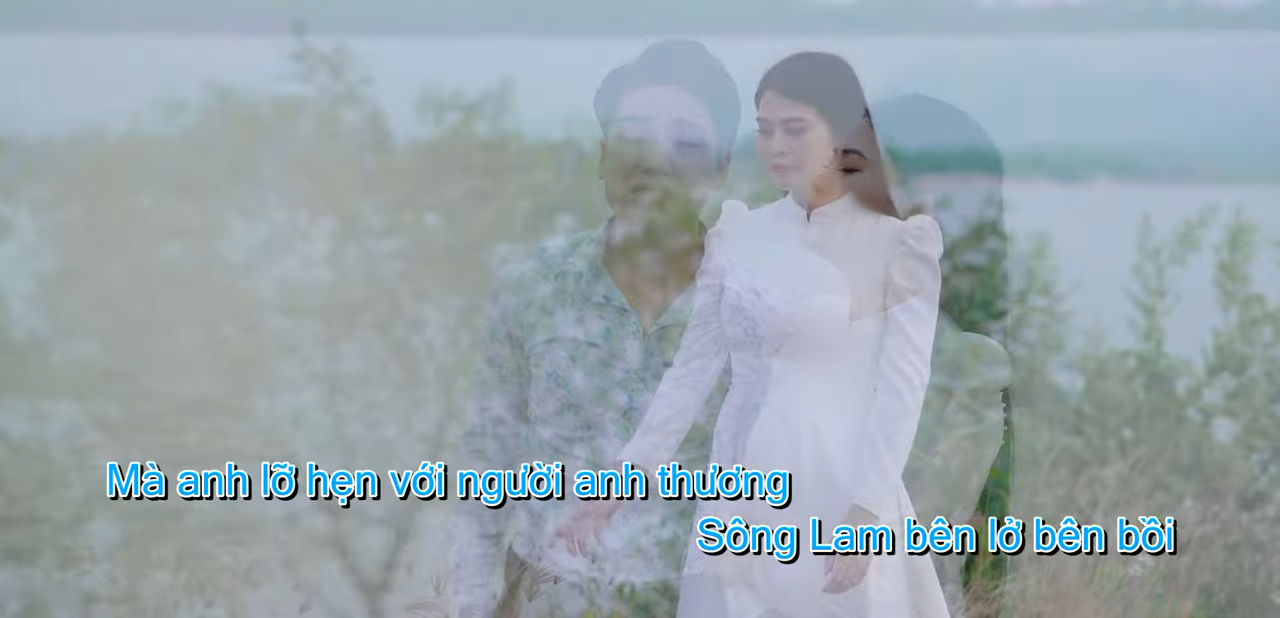 Mà anh lỡ hẹn với người anh thương
Sông Lam bên lở bên bồi